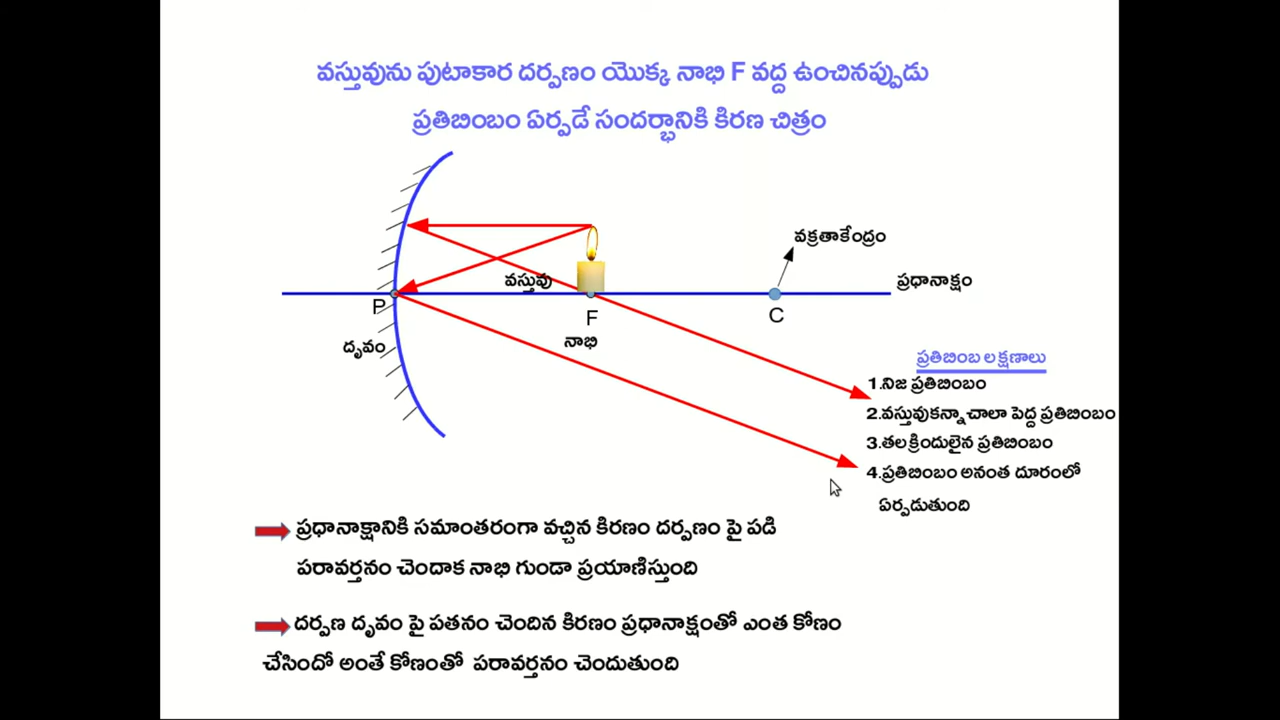 వస్తువును పుటాకార దర్పణం యొక్క నాభి F వద్ద ఉంచినప్పుడు
ప్రతిబింబం ఏర్పడే సందర్భానికి కిరణ చిత్రం
వక్రతాకేంద్రం
వస్తువు
ప్రధానాక్షం
P
F
C
దృవం
నాభి
ప్రతిబింబ లక్షణాలు
1.నిజ ప్రతిబింబం
2.వస్తువుకన్నాచాలా పెద్ద ప్రతిబింబం
3.తలక్రిందులైన ప్రతిబింబం
4.ప్రతిబింబం అనంత దూరంలో
ఏర్పడుతుంది
ప్రధానాక్షానికి సమాంతరంగా వచ్చిన కిరణం దర్పణం పై పడి
పరావర్తనం చెందాక నాభి గుండా ప్రయాణిస్తుంది
దర్పణ దృవం పై పతనం చెందిన కిరణం ప్రధానాక్షంతో ఎంత కోణం
చేసిందో అంతే కోణంతో పరావర్తనం చెందుతుంది